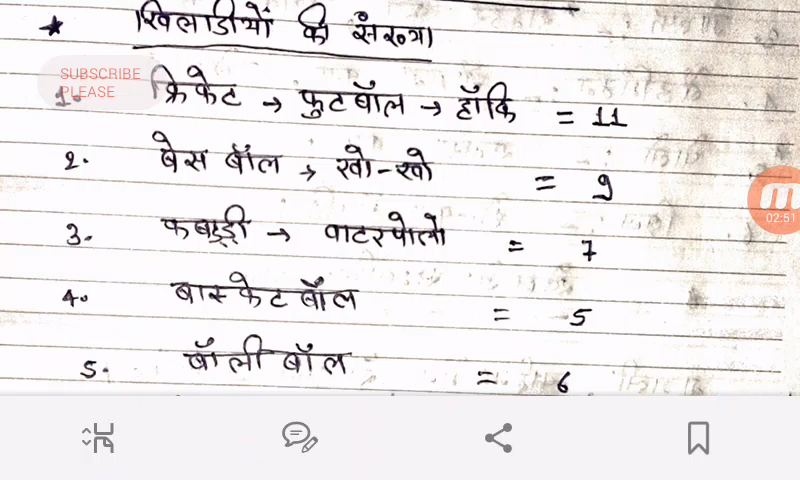 * खिलाडीयों की संख्या
SUBSCRIBE
PLEASE
1. क्रिकेट → फुटबॉल → हॉकि = 11
2. बेस बॉल → खो-खो = 9
3. कबड्डी → वाटरपोलो = 7
4. बास्केट बॉल = 5
5. बॉली बॉल = 6
02:51